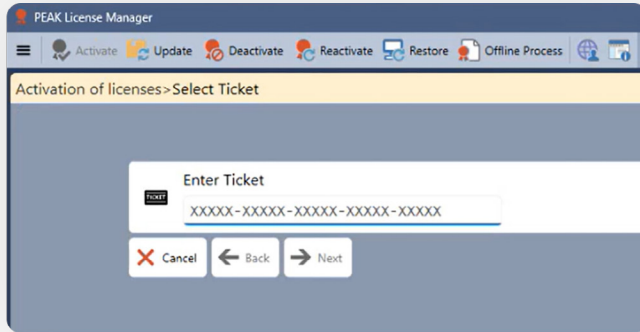 PEAK License Manager
Activate Update Deactivate Reactivate Restore Offline Process
Activation of licenses>Select Ticket
Enter Ticket
TICKET
XXXXX-XXXXX-XXXXX-XXXXX-XXXXX
Cancel Back Next